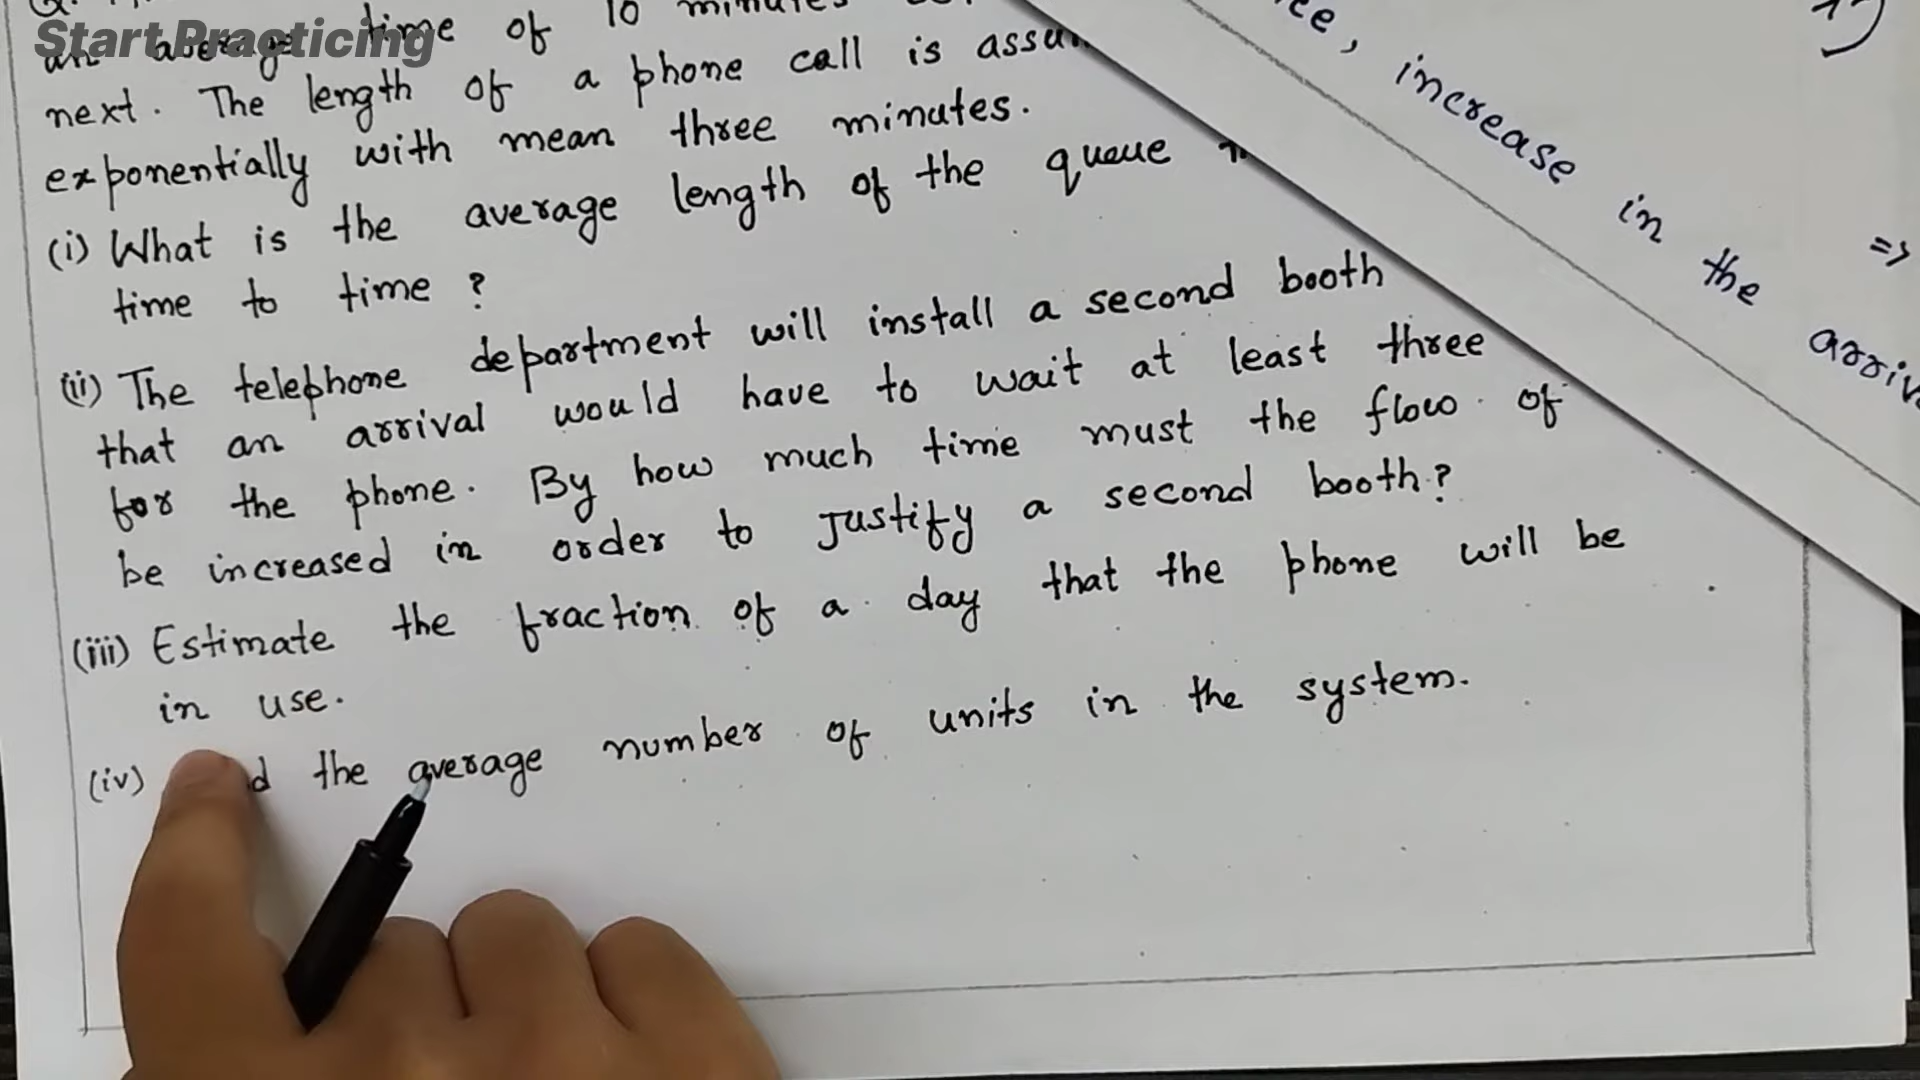 Start Practicing
an average time of 10 minutes
next. The length of a phone call is
exponentially with mean three minutes.
(i) What is the average length of the queue
time to time ?
(ii) The telephone department will install a second booth
that an arrival would have to wait at least three
for the phone. By how much time must the flow of
be increased in order to justify a second booth?
(iii) Estimate the fraction of a day that the phone will be
in use.
(iv) the average number of units in the system.
increase in the
=>